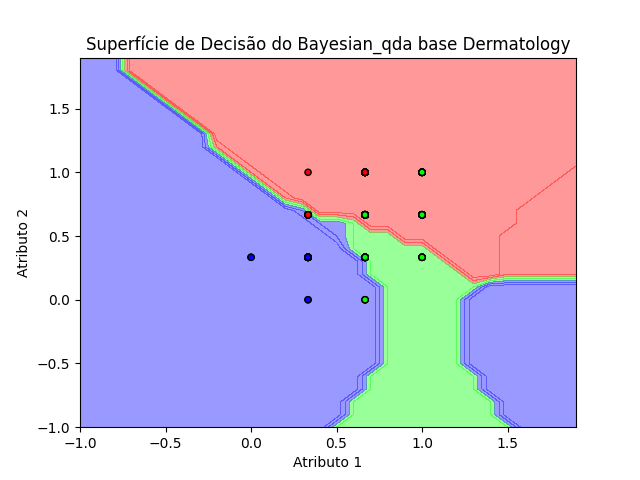 Superfície de Decisão do Bayesian_qda base Dermatology
Atributo 2
1.5
1.0
0.5
0.0
−0.5
−1.0
−1.0 −0.5 0.0 0.5 1.0 1.5
Atributo 1